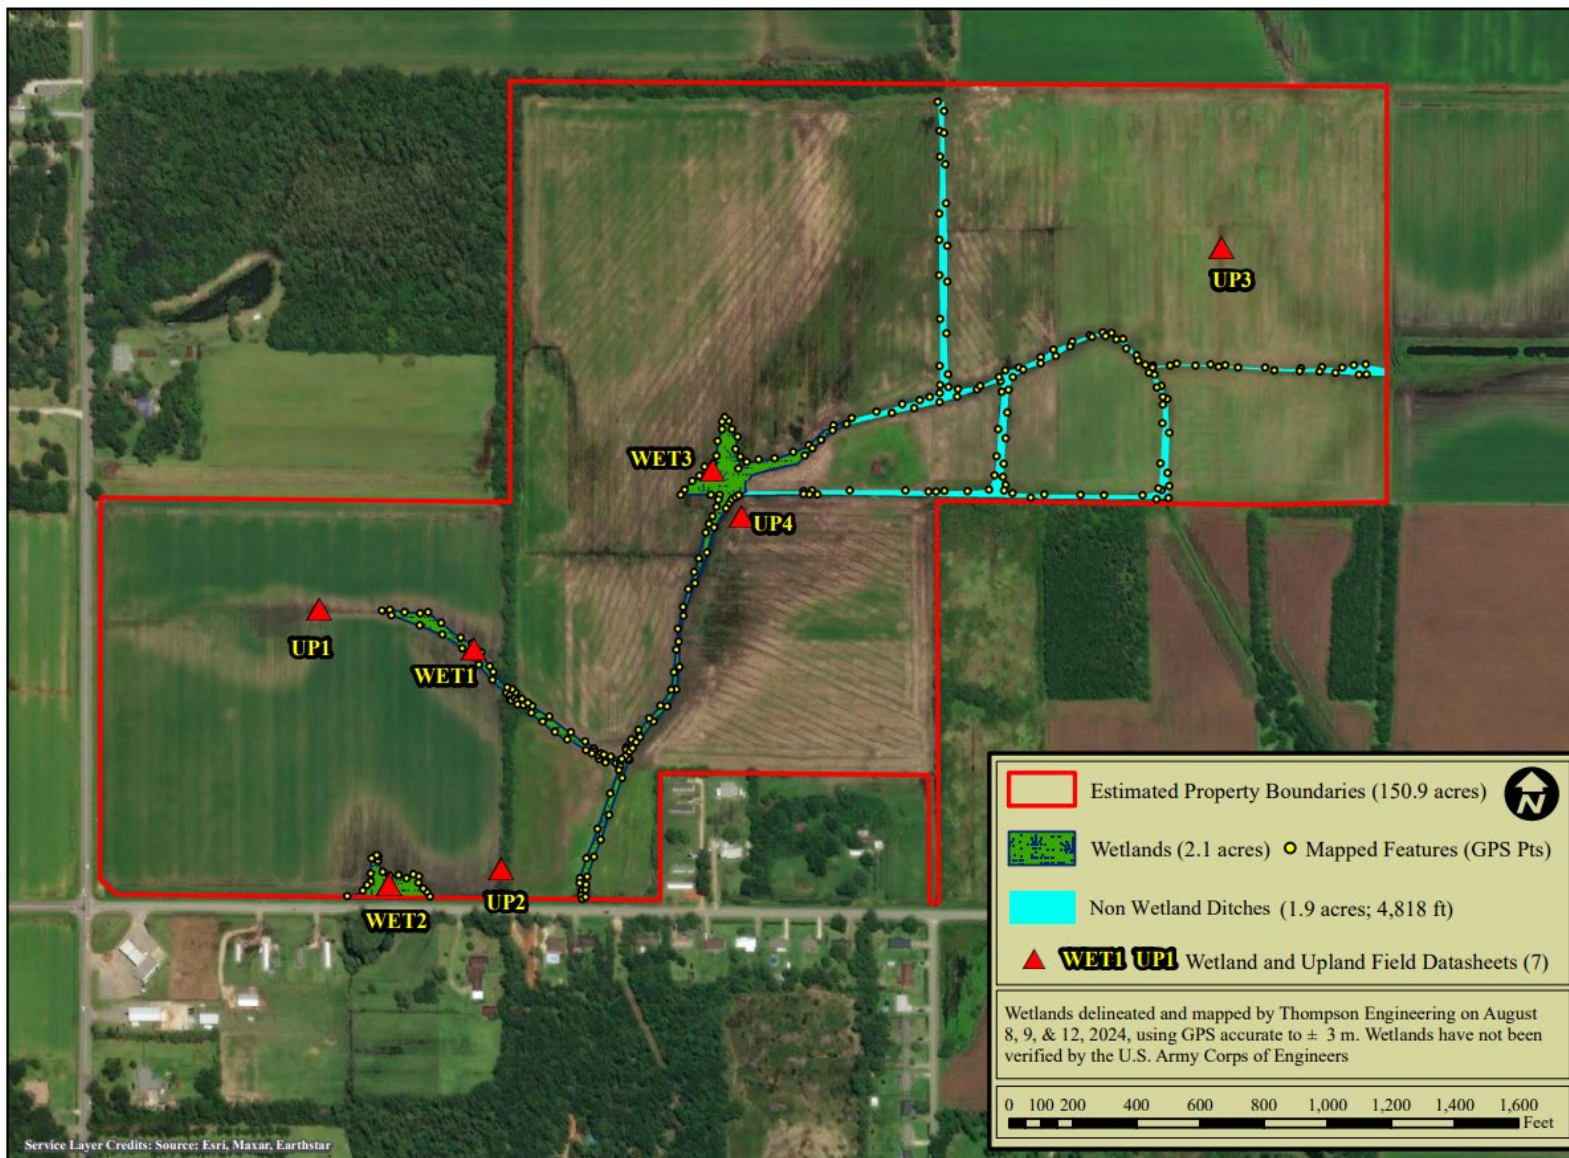 UP3
WET3
UP4
UP1
WET1
WET2
UP2
Estimated Property Boundaries (150.9 acres)
N
Wetlands (2.1 acres) Mapped Features (GPS Pts)
Non Wetland Ditches (1.9 acres; 4,818 ft)
WET1 UP1 Wetland and Upland Field Datasheets (7)
Wetlands delineated and mapped by Thompson Engineering on August
8, 9, & 12, 2024, using GPS accurate to ± 3 m. Wetlands have not been
verified by the U.S. Army Corps of Engineers
0 100 200 400 600 800 1,000 1,200 1,400 1,600
Feet
Service Layer Credits: Source: Esri, Maxar, Earthstar